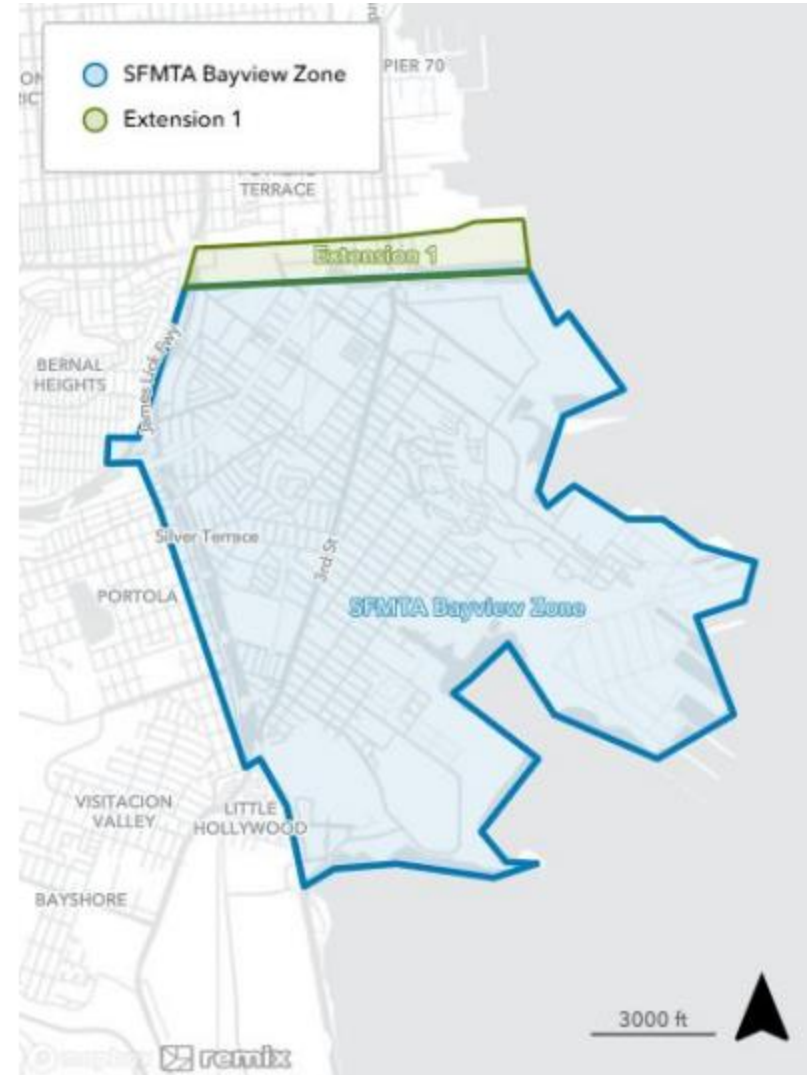 SFMTA Bayview Zone
Extension 1
PIER 70
TERRACE
Extension 1
James Lick Fwy
BERNAL
HEIGHTS
Silver Terrace
3rd St
PORTOLA
SFMTA Bayview Zone
VISITACION
VALLEY
LITTLE
HOLLYWOOD
BAYSHORE
3000 ft
remix